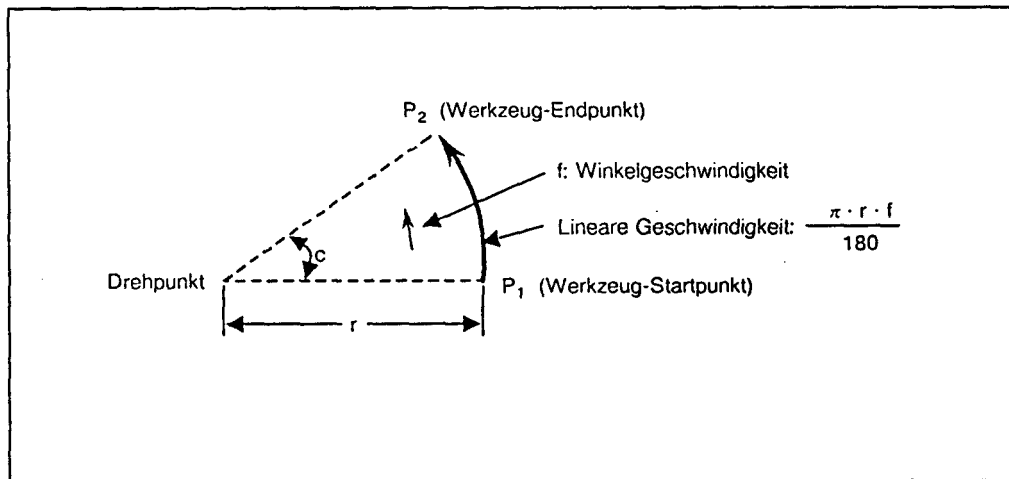 P2 (Werkzeug-Endpunkt)
f: Winkelgeschwindigkeit
Lineare Geschwindigkeit: π · r · f
180
c
Drehpunkt
P1 (Werkzeug-Startpunkt)
r